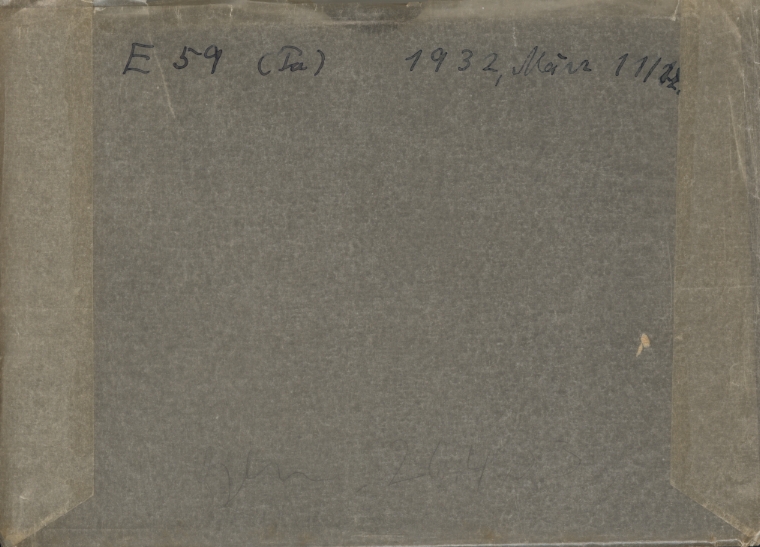 E 59 (Ta) 1932, März 11/12.